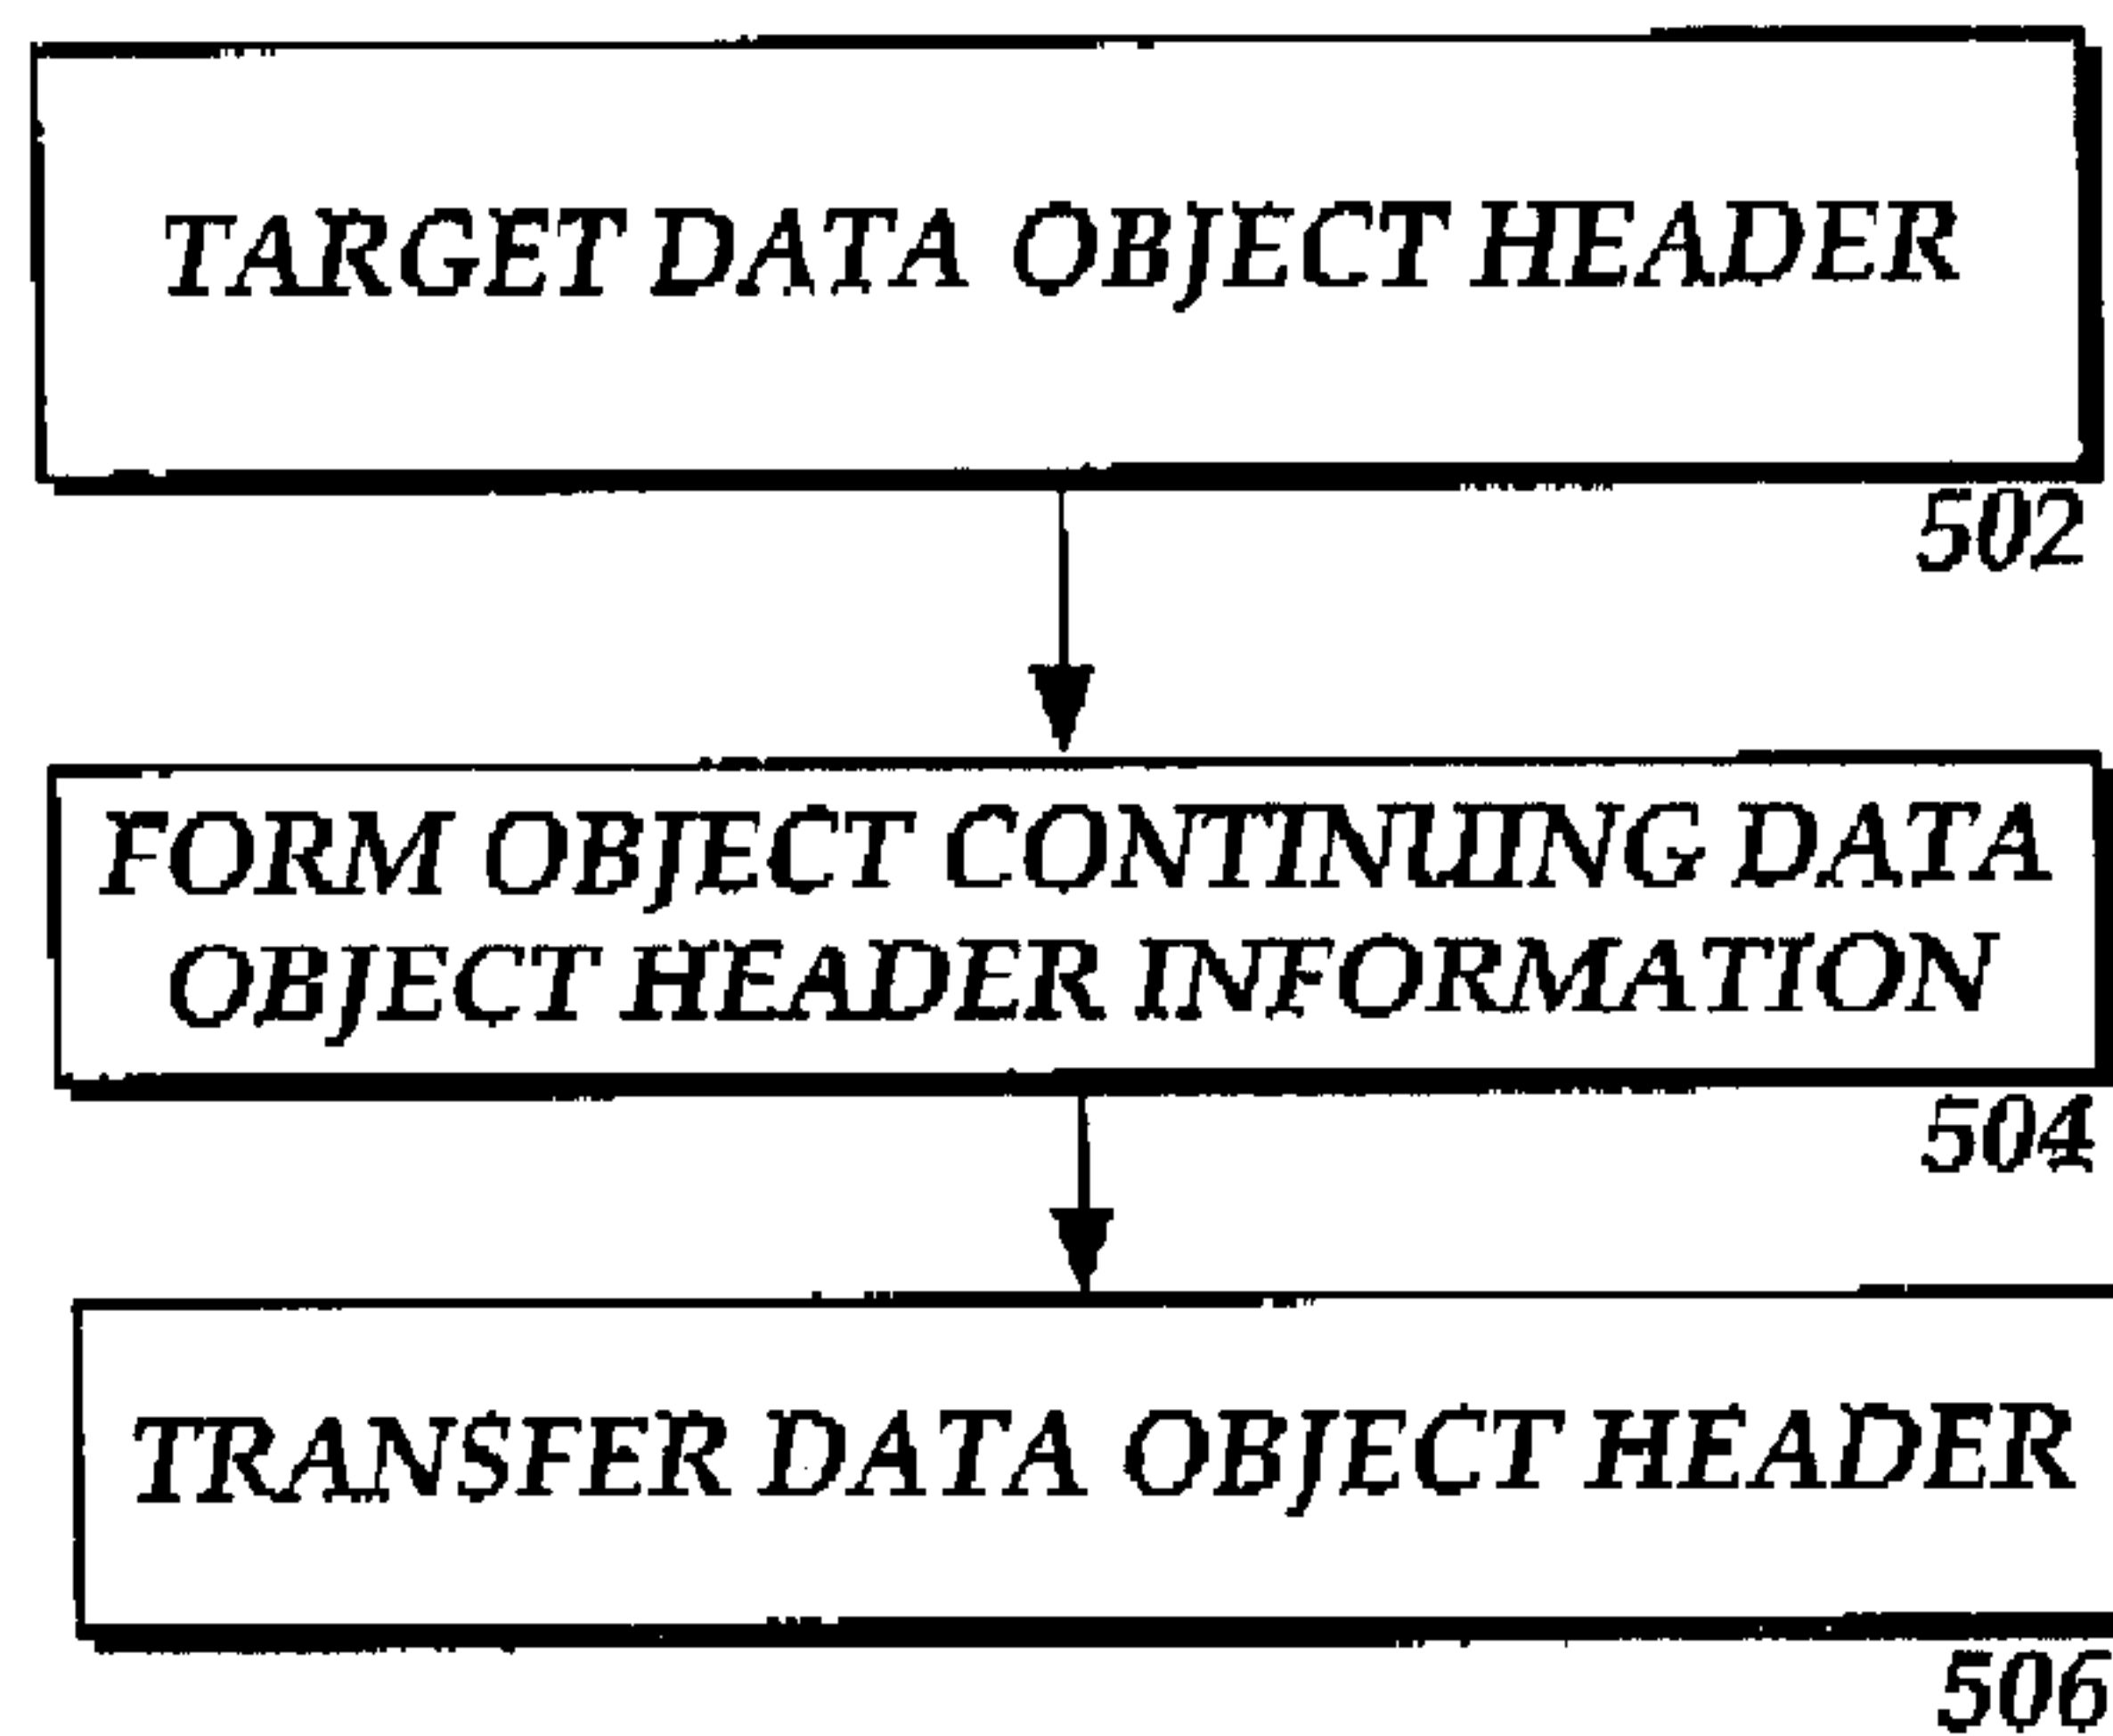 TARGET DATA OBJECT HEADER
502
FORM OBJECT CONTINUING DATA
OBJECT HEADER INFORMATION
504
TRANSFER DATA OBJECT HEADER
506